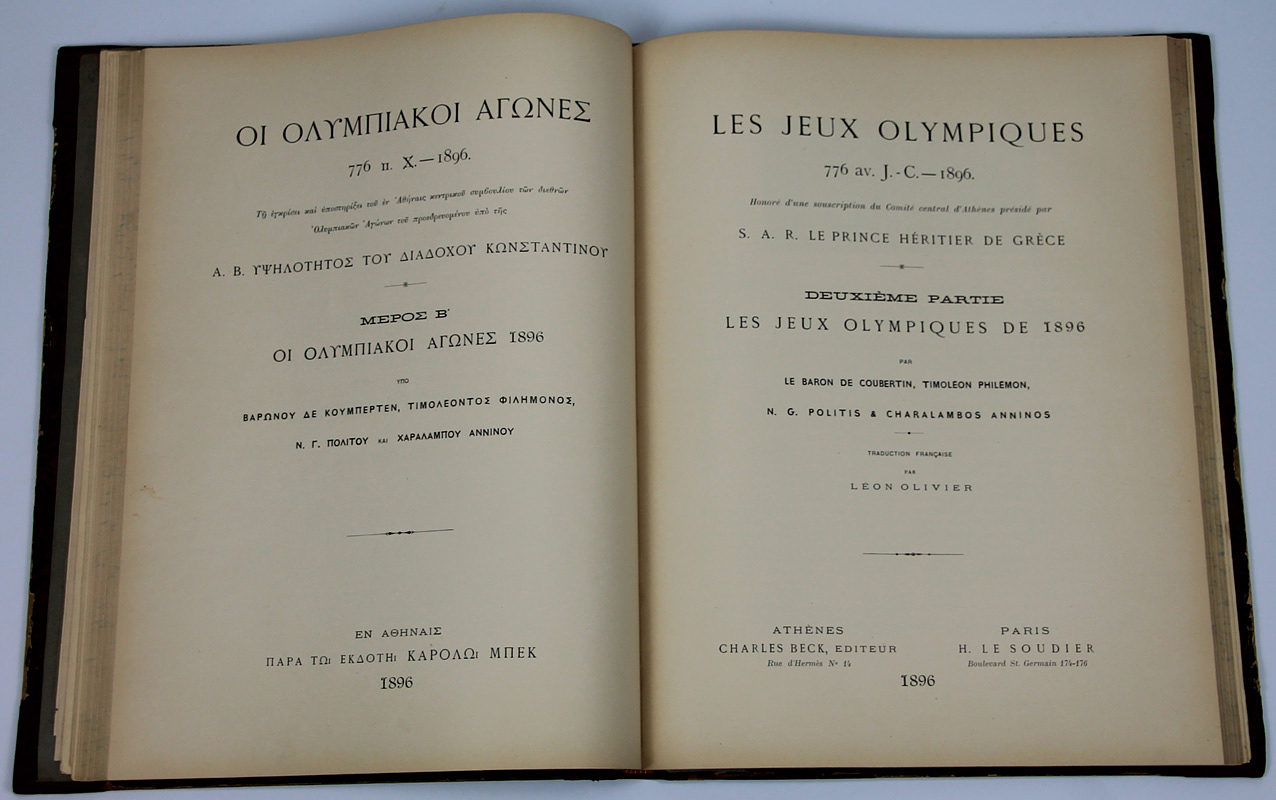 ΟΙ ΟΛΥΜΠΙΑΚΟΙ ΑΓΩΝΕΣ
776 π. Χ.—1896.
Τῇ ἐγκρίσει καὶ ὑποστηρίξει τοῦ ἐν Ἀθήναις κεντρικοῦ συμβουλίου τῶν διεθνῶν
Ὀλυμπιακῶν Ἀγώνων τοῦ προεδρευομένου ὑπὸ τῆς
Α. Β. ΥΨΗΛΟΤΗΤΟΣ ΤΟΥ ΔΙΑΔΟΧΟΥ ΚΩΝΣΤΑΝΤΙΝΟΥ
ΜΕΡΟΣ Β'
ΟΙ ΟΛΥΜΠΙΑΚΟΙ ΑΓΩΝΕΣ 1896
ΥΠΟ
ΒΑΡΩΝΟΥ ΔΕ ΚΟΥΜΠΕΡΤΕΝ, ΤΙΜΟΛΕΟΝΤΟΣ ΦΙΛΗΜΟΝΟΣ,
Ν. Γ. ΠΟΛΙΤΟΥ ΚΑΙ ΧΑΡΑΛΑΜΠΟΥ ΑΝΝΙΝΟΥ
ΕΝ ΑΘΗΝΑΙΣ
ΠΑΡΑ ΤΩι ΕΚΔΟΤΗι ΚΑΡΟΛΩι ΜΠΕΚ
1896
LES JEUX OLYMPIQUES
776 av. J.-C.—1896.
Honoré d'une souscription du Comité central d'Athènes présidé par
S. A. R. LE PRINCE HÉRITIER DE GRÈCE
DEUXIÈME PARTIE
LES JEUX OLYMPIQUES DE 1896
PAR
LE BARON DE COUBERTIN, TIMOLÉON PHILÉMON,
N. G. POLITIS & CHARALAMBOS ANNINOS
TRADUCTION FRANÇAISE
PAR
LÉON OLIVIER
ATHÈNES
CHARLES BECK, EDITEUR
Rue d'Hermès Nº 14
PARIS
H. LE SOUDIER
Boulevard St. Germain 174-176
1896